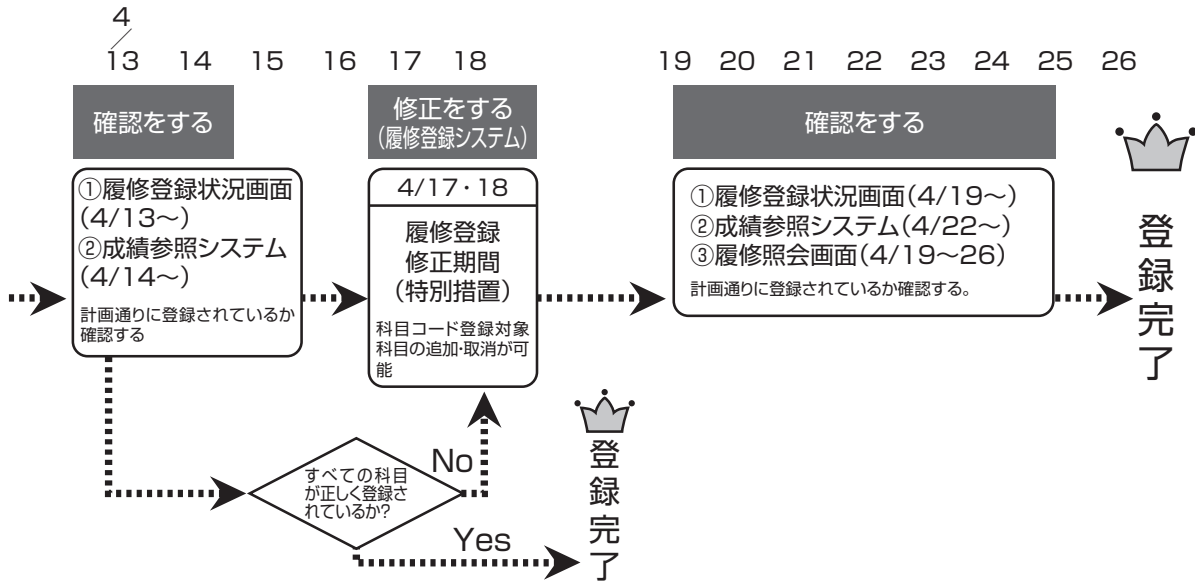 4
13 14 15 16 17 18 19 20 21 22 23 24 25 26
確認をする
①履修登録状況画面
(4/13〜)
②成績参照システム
(4/14〜)
計画通りに登録されているか
確認する
修正をする
(履修登録システム)
4/17・18
履修登録
修正期間
(特別措置)
科目コード登録対象
科目の追加・取消が可
能
確認をする
①履修登録状況画面(4/19〜)
②成績参照システム(4/22〜)
③履修照会画面(4/19〜26)
計画通りに登録されているか確認する。
登録完了
すべての科目
が正しく登録さ
れているか?
No
Yes
登録完了